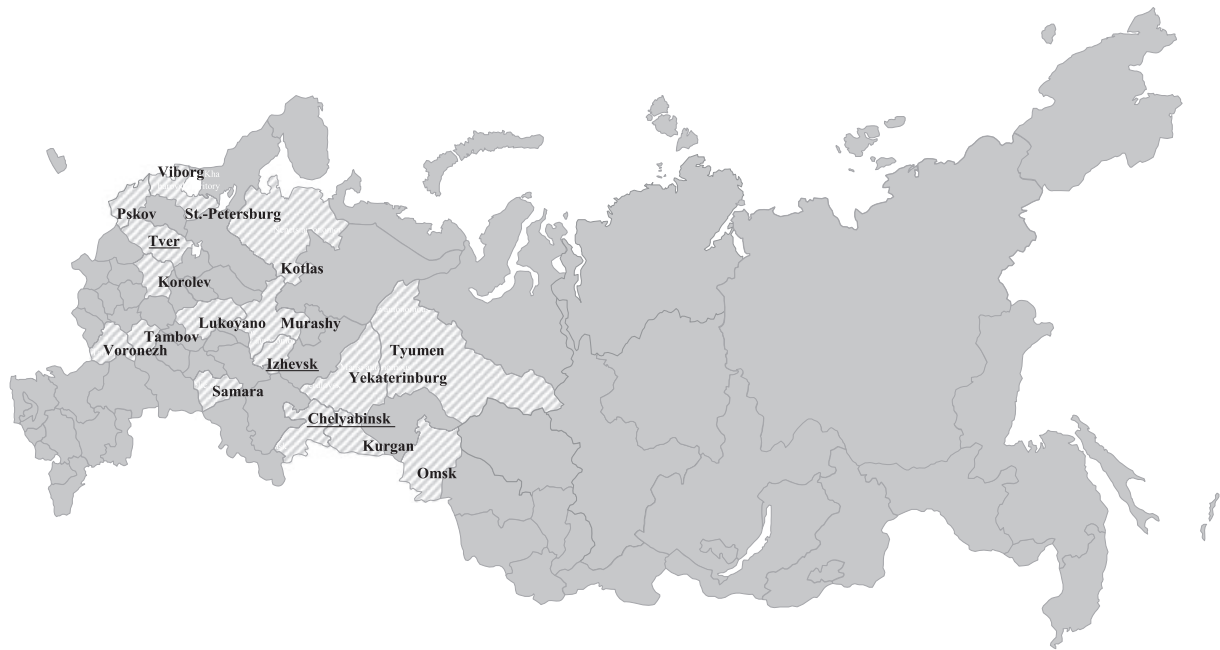 Viborg
Pskov
St.-Petersburg
Tver
Kotlas
Korolev
Lukoyano
Murashy
Tambov
Voronezh
Izhevsk
Tyumen
Yekaterinburg
Samara
Chelyabinsk
Kurgan
Omsk